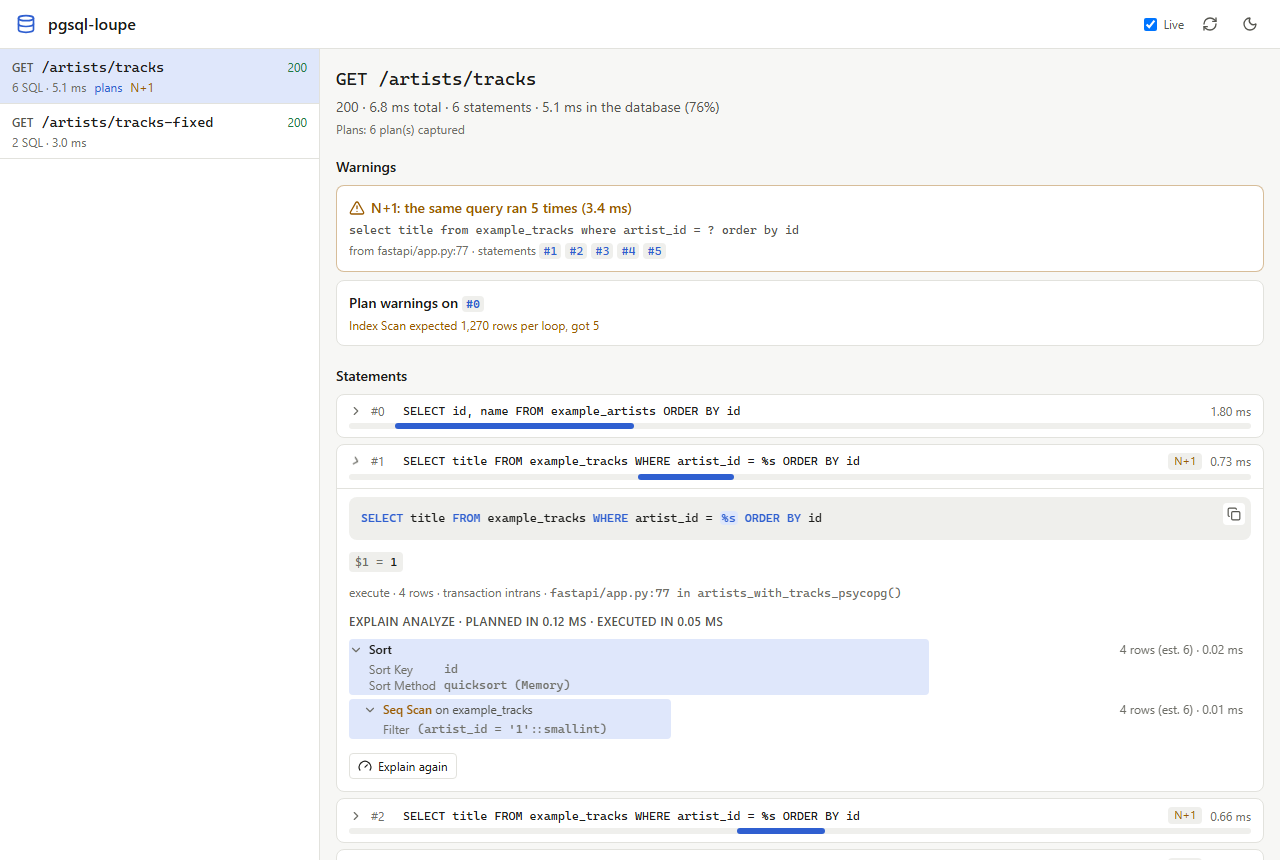 pgsql-loupe
Live
GET /artists/tracks 200
6 SQL · 5.1 ms plans N+1
GET /artists/tracks-fixed 200
2 SQL · 3.0 ms
GET /artists/tracks
200 · 6.8 ms total · 6 statements · 5.1 ms in the database (76%)
Plans: 6 plan(s) captured
Warnings
N+1: the same query ran 5 times (3.4 ms)
select title from example_tracks where artist_id = ? order by id
from fastapi/app.py:77 · statements #1 #2 #3 #4 #5
Plan warnings on #0
Index Scan expected 1,270 rows per loop, got 5
Statements
#0 SELECT id, name FROM example_artists ORDER BY id 1.80 ms
#1 SELECT title FROM example_tracks WHERE artist_id = %s ORDER BY id N+1 0.73 ms
SELECT title FROM example_tracks WHERE artist_id = %s ORDER BY id
$1 = 1
execute · 4 rows · transaction intrans · fastapi/app.py:77 in artists_with_tracks_psycopg()
EXPLAIN ANALYZE · PLANNED IN 0.12 MS · EXECUTED IN 0.05 MS
Sort 4 rows (est. 6) · 0.02 ms
Sort Key id
Sort Method quicksort (Memory)
Seq Scan on example_tracks 4 rows (est. 6) · 0.01 ms
Filter (artist_id = '1'::smallint)
Explain again
#2 SELECT title FROM example_tracks WHERE artist_id = %s ORDER BY id N+1 0.66 ms